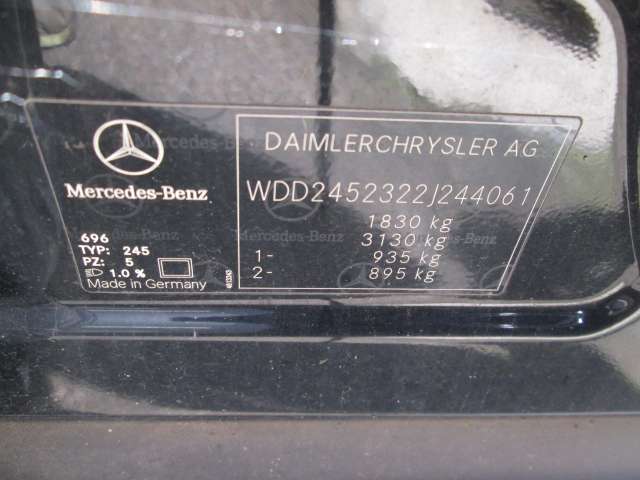 Mercedes-Benz
696
TYP: 245
PZ: 5
1.0 %
Made in Germany
DAIMLERCHRYSLER AG
WDD2452322J244061
1830 kg
3130 kg
1- 935 kg
2- 895 kg